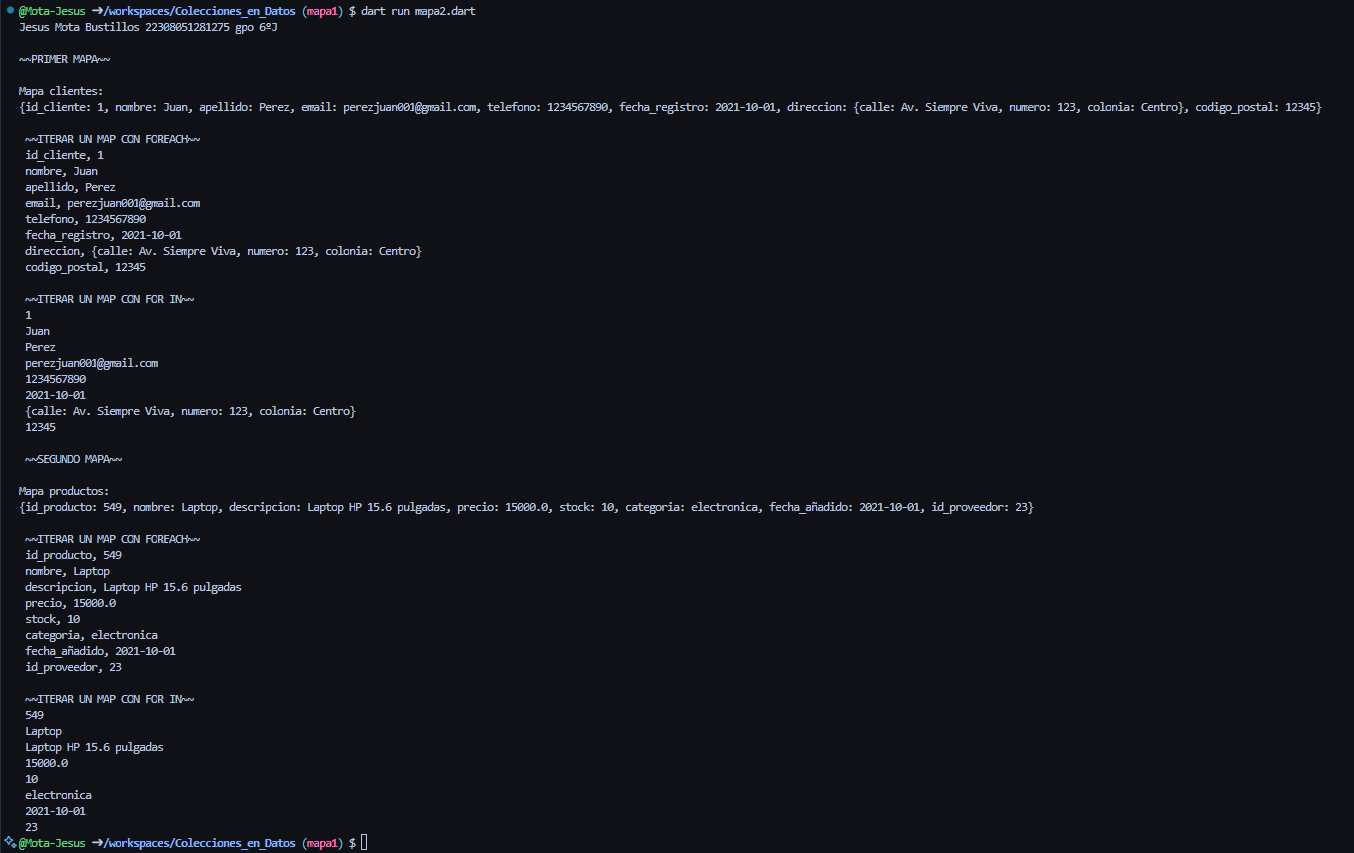 @Mota-Jesus ➜/workspaces/Colecciones_en_Datos (mapa1) $ dart run mapa2.dart
Jesus Mota Bustillos 22308051281275 gpo 6ºJ
~~PRIMER MAPA~~
Mapa clientes:
{id_cliente: 1, nombre: Juan, apellido: Perez, email: perezjuan001@gmail.com, telefono: 1234567890, fecha_registro: 2021-10-01, direccion: {calle: Av. Siempre Viva, numero: 123, colonia: Centro}, codigo_postal: 12345}
~~ITERAR UN MAP CON FOREACH~~
id_cliente, 1
nombre, Juan
apellido, Perez
email, perezjuan001@gmail.com
telefono, 1234567890
fecha_registro, 2021-10-01
direccion, {calle: Av. Siempre Viva, numero: 123, colonia: Centro}
codigo_postal, 12345
~~ITERAR UN MAP CON FOR IN~~
1
Juan
Perez
perezjuan001@gmail.com
1234567890
2021-10-01
{calle: Av. Siempre Viva, numero: 123, colonia: Centro}
12345
~~SEGUNDO MAPA~~
Mapa productos:
{id_producto: 549, nombre: Laptop, descripcion: Laptop HP 15.6 pulgadas, precio: 15000.0, stock: 10, categoria: electronica, fecha_añadido: 2021-10-01, id_proveedor: 23}
~~ITERAR UN MAP CON FOREACH~~
id_producto, 549
nombre, Laptop
descripcion, Laptop HP 15.6 pulgadas
precio, 15000.0
stock, 10
categoria, electronica
fecha_añadido, 2021-10-01
id_proveedor, 23
~~ITERAR UN MAP CON FOR IN~~
549
Laptop
Laptop HP 15.6 pulgadas
15000.0
10
electronica
2021-10-01
23
@Mota-Jesus ➜/workspaces/Colecciones_en_Datos (mapa1) $